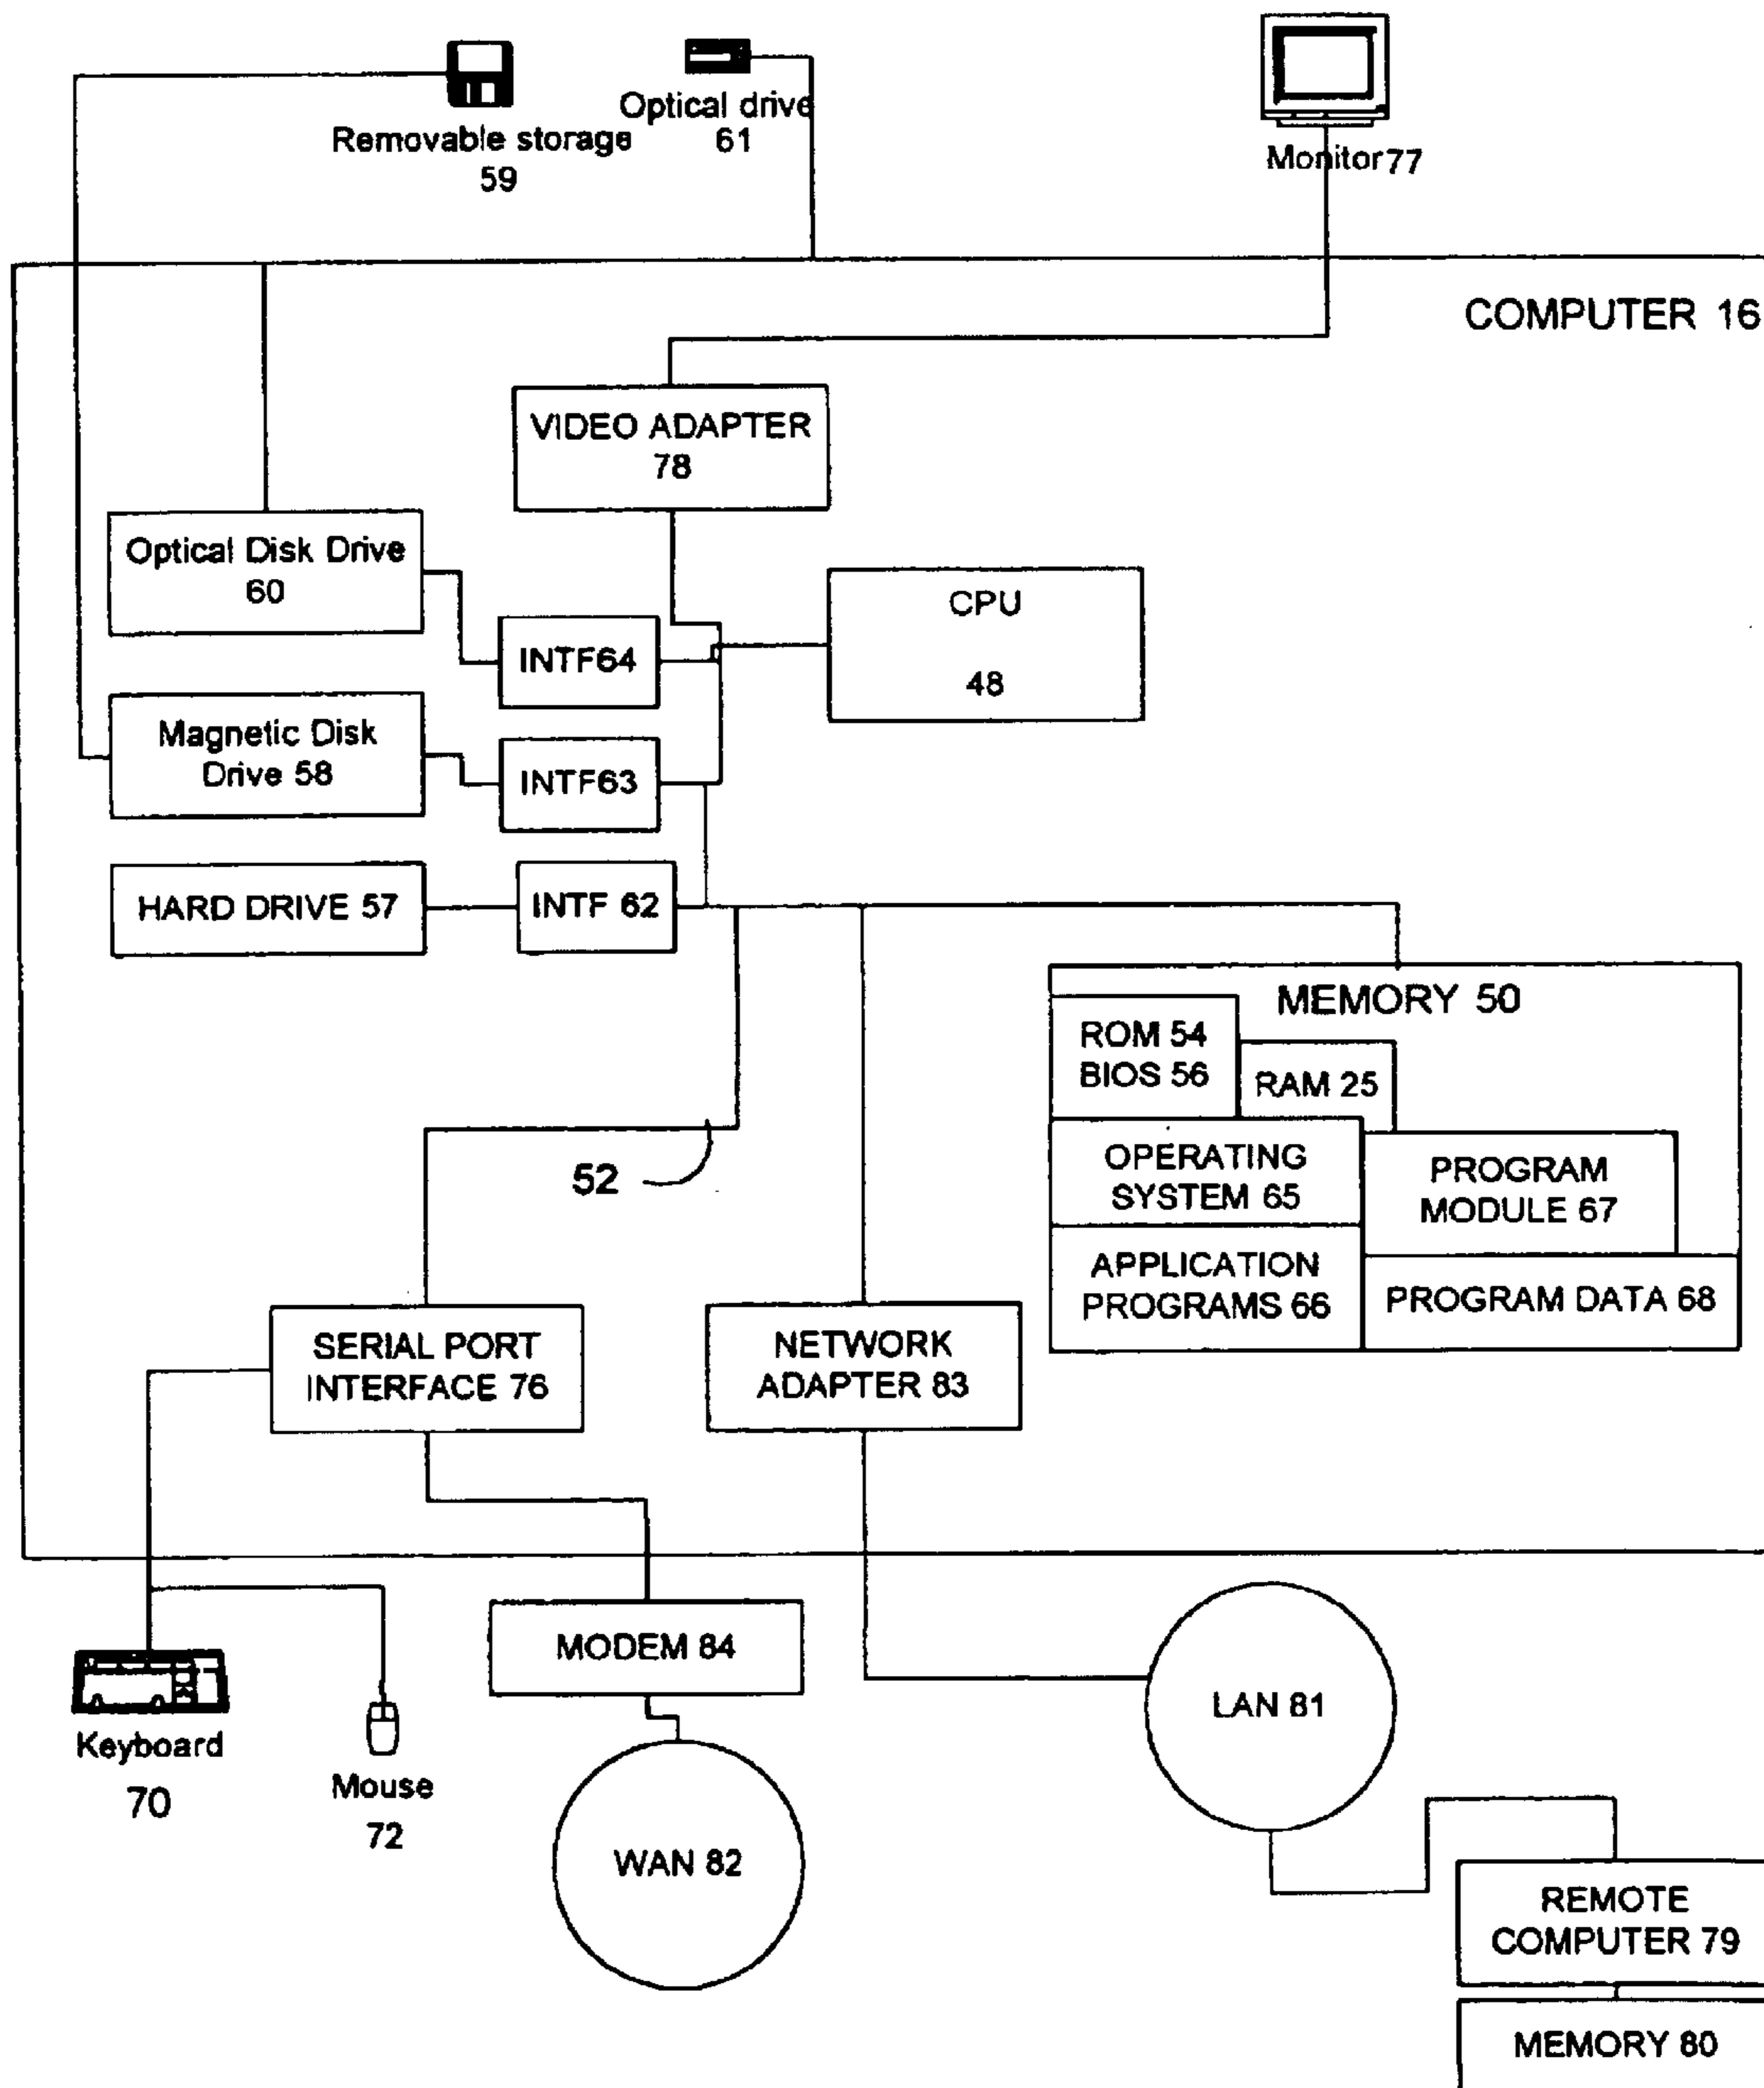 Removable storage
59
Optical drive
61
Monitor77
COMPUTER 16
VIDEO ADAPTER
78
Optical Disk Drive
60
CPU
48
INTF64
Magnetic Disk
Drive 58
INTF63
HARD DRIVE 57
INTF 62
MEMORY 50
ROM 54
BIOS 56
RAM 25
OPERATING
SYSTEM 65
PROGRAM
MODULE 67
APPLICATION
PROGRAMS 66
PROGRAM DATA 68
52
SERIAL PORT
INTERFACE 76
NETWORK
ADAPTER 83
MODEM 84
LAN 81
Keyboard
70
Mouse
72
WAN 82
REMOTE
COMPUTER 79
MEMORY 80